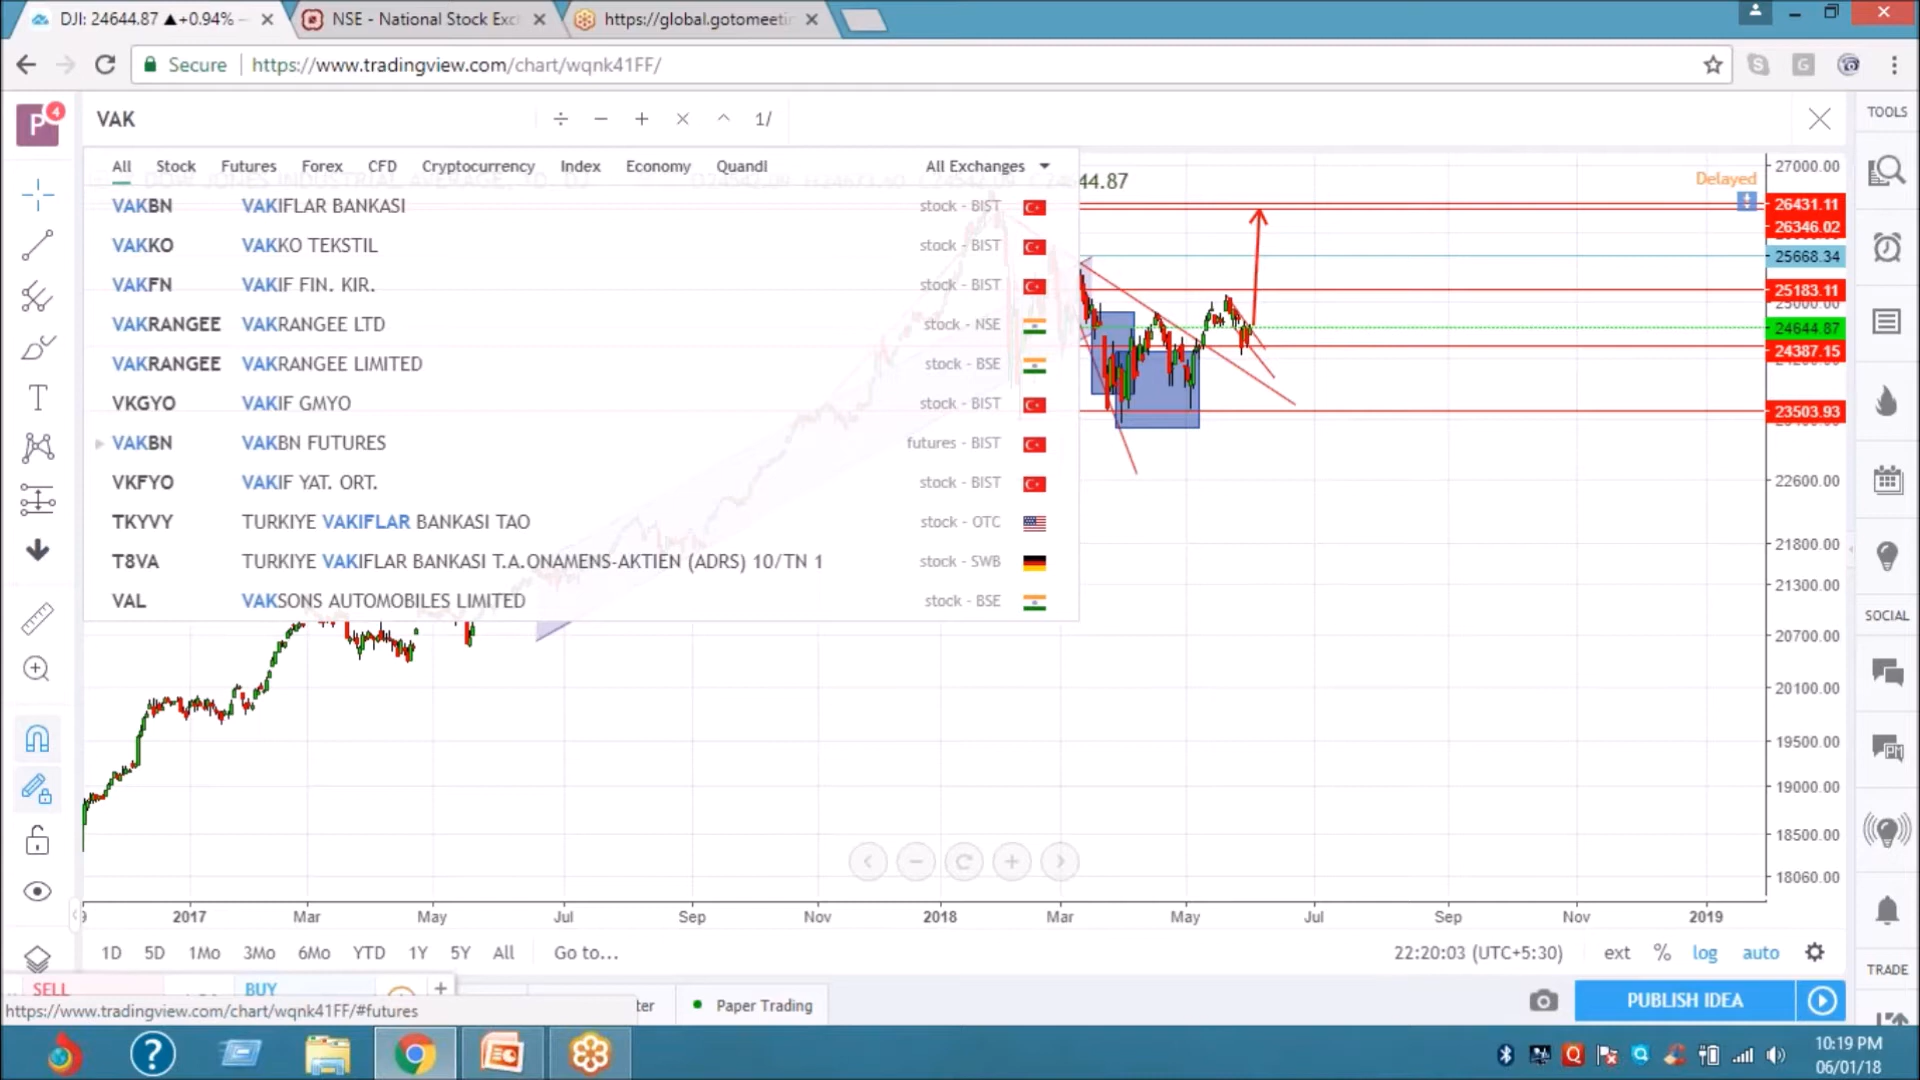 DJI: 24644.87 ▲+0.94% -
NSE - National Stock Exc
https://global.gotomeetin
Secure
https://www.tradingview.com/chart/wqnk41FF/
P 4
VAK
1/
TOOLS
All Stock Futures Forex CFD Cryptocurrency Index Economy Quandl All Exchanges
44.87
Delayed
VAKBN VAKIFLAR BANKASI stock - BIST
VAKKO VAKKO TEKSTIL stock - BIST
VAKFN VAKIF FIN. KIR. stock - BIST
VAKRANGEE VAKRANGEE LTD stock - NSE
VAKRANGEE VAKRANGEE LIMITED stock - BSE
VKGYO VAKIF GMYO stock - BIST
VAKBN VAKBN FUTURES futures - BIST
VKFYO VAKIF YAT. ORT. stock - BIST
TKYVY TURKIYE VAKIFLAR BANKASI TAO stock - OTC
T8VA TURKIYE VAKIFLAR BANKASI T.A.ONAMENS-AKTIEN (ADRS) 10/TN 1 stock - SWB
VAL VAKSONS AUTOMOBILES LIMITED stock - BSE
27000.00
26431.11
26346.02
25668.34
25183.11
24644.87
24387.15
23503.93
22600.00
21800.00
21300.00
20700.00
20100.00
19500.00
19000.00
18500.00
18060.00
SOCIAL
PM
2017 Mar May Jul Sep Nov 2018 Mar May Jul Sep Nov 2019
1D 5D 1Mo 3Mo 6Mo YTD 1Y 5Y All Go to...
22:20:03 (UTC+5:30) ext % log auto
TRADE
SELL
BUY
https://www.tradingview.com/chart/wqnk41FF/#futures
ter
Paper Trading
PUBLISH IDEA
10:19 PM
06/01/18